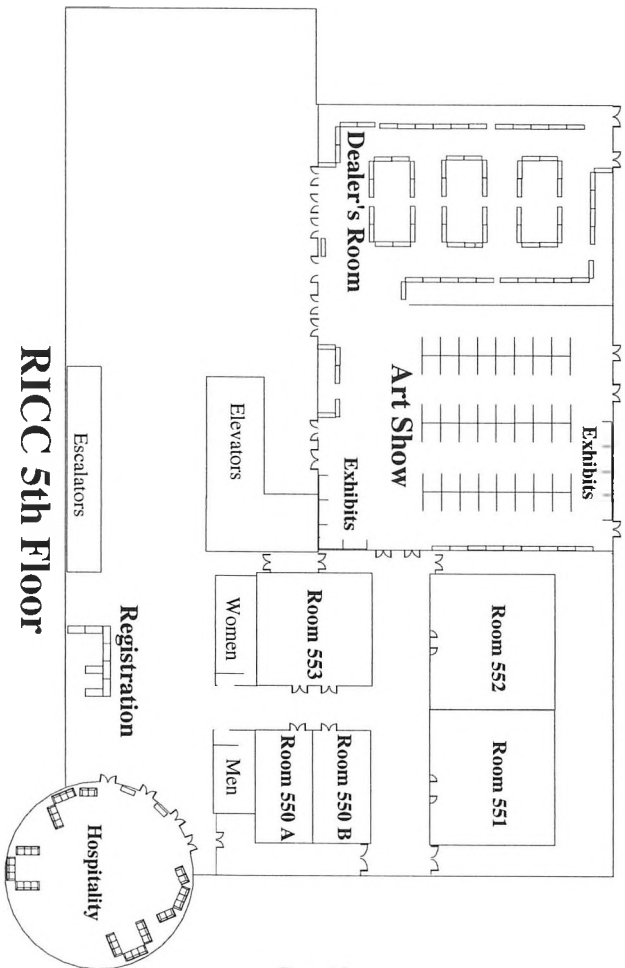 Dealer's Room
Art Show
Exhibits
Exhibits
Elevators
Escalators
Women
Room 553
Room 552
Room 551
Room 550 B
Room 550 A
Men
Registration
Hospitality
RICC 5th Floor